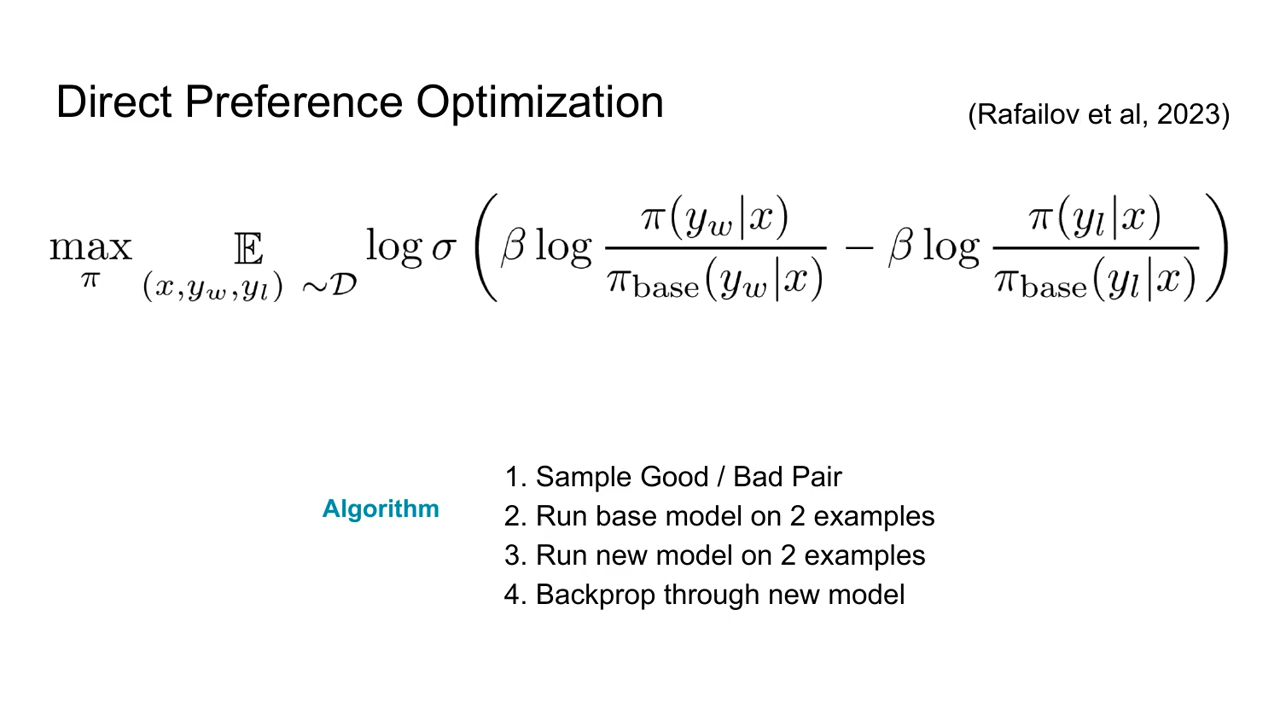 Direct Preference Optimization
(Rafailov et al, 2023)
max_π 𝔼_{(x,y_w,y_l) ∼𝒟} log σ ( β log π(y_w|x) / π_base(y_w|x) − β log π(y_l|x) / π_base(y_l|x) )
Algorithm
1. Sample Good / Bad Pair
2. Run base model on 2 examples
3. Run new model on 2 examples
4. Backprop through new model